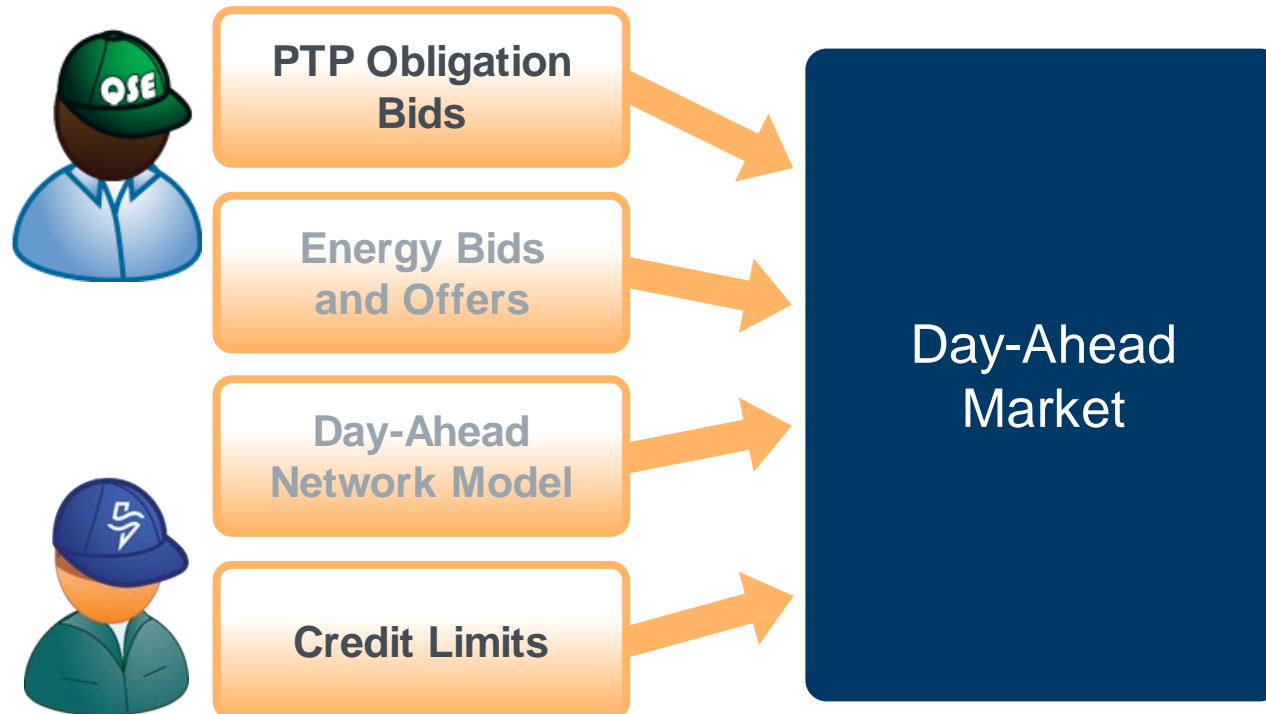 QSE
PTP Obligation
Bids
Energy Bids
and Offers
Day-Ahead
Network Model
Credit Limits
Day-Ahead
Market